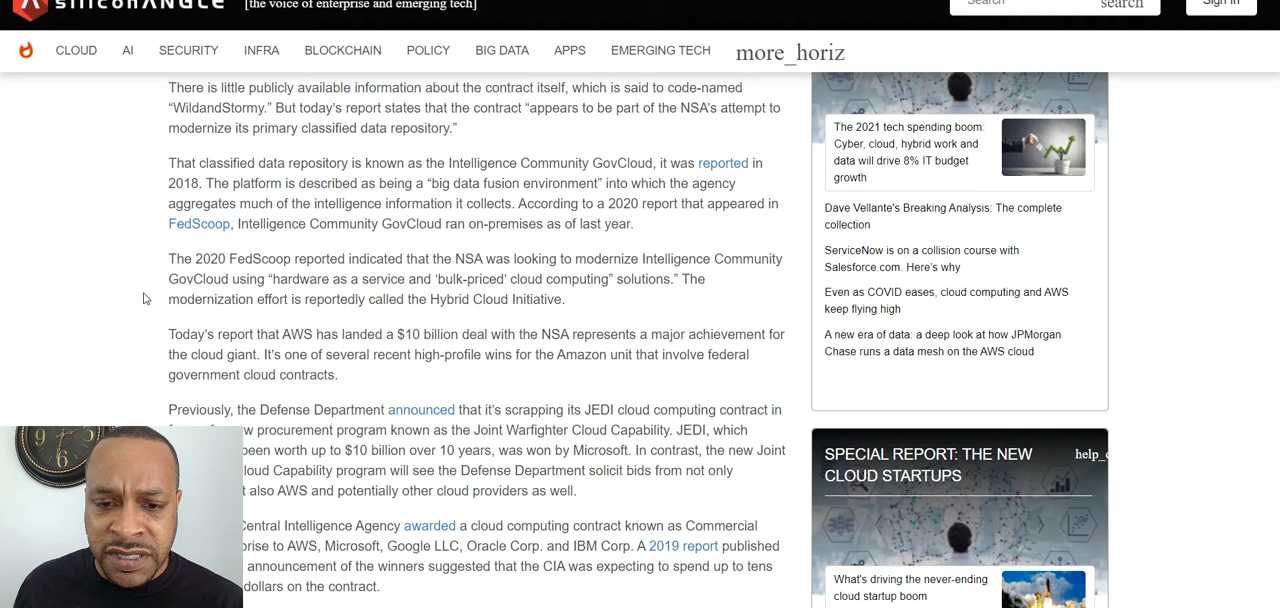 siliconANGLE [the voice of enterprise and emerging tech]
Search search Sign in
CLOUD AI SECURITY INFRA BLOCKCHAIN POLICY BIG DATA APPS EMERGING TECH more_horiz
There is little publicly available information about the contract itself, which is said to code-named
“WildandStormy.” But today’s report states that the contract “appears to be part of the NSA’s attempt to
modernize its primary classified data repository.”
That classified data repository is known as the Intelligence Community GovCloud, it was reported in
2018. The platform is described as being a “big data fusion environment” into which the agency
aggregates much of the intelligence information it collects. According to a 2020 report that appeared in
FedScoop, Intelligence Community GovCloud ran on-premises as of last year.
The 2020 FedScoop reported indicated that the NSA was looking to modernize Intelligence Community
GovCloud using “hardware as a service and ‘bulk-priced’ cloud computing” solutions.” The
modernization effort is reportedly called the Hybrid Cloud Initiative.
Today’s report that AWS has landed a $10 billion deal with the NSA represents a major achievement for
the cloud giant. It’s one of several recent high-profile wins for the Amazon unit that involve federal
government cloud contracts.
Previously, the Defense Department announced that it’s scrapping its JEDI cloud computing contract in
procurement program known as the Joint Warfighter Cloud Capability. JEDI, which
been worth up to $10 billion over 10 years, was won by Microsoft. In contrast, the new Joint
Capability program will see the Defense Department solicit bids from not only
also AWS and potentially other cloud providers as well.
Central Intelligence Agency awarded a cloud computing contract known as Commercial
to AWS, Microsoft, Google LLC, Oracle Corp. and IBM Corp. A 2019 report published
announcement of the winners suggested that the CIA was expecting to spend up to tens
dollars on the contract.
The 2021 tech spending boom:
Cyber, cloud, hybrid work and
data will drive 8% IT budget
growth
Dave Vellante's Breaking Analysis: The complete
collection
ServiceNow is on a collision course with
Salesforce.com. Here’s why
Even as COVID eases, cloud computing and AWS
keep flying high
A new era of data: a deep look at how JPMorgan
Chase runs a data mesh on the AWS cloud
SPECIAL REPORT: THE NEW
CLOUD STARTUPS
What’s driving the never-ending
cloud startup boom